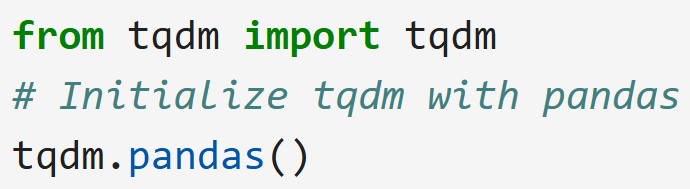 from tqdm import tqdm
# Initialize tqdm with pandas
tqdm.pandas()